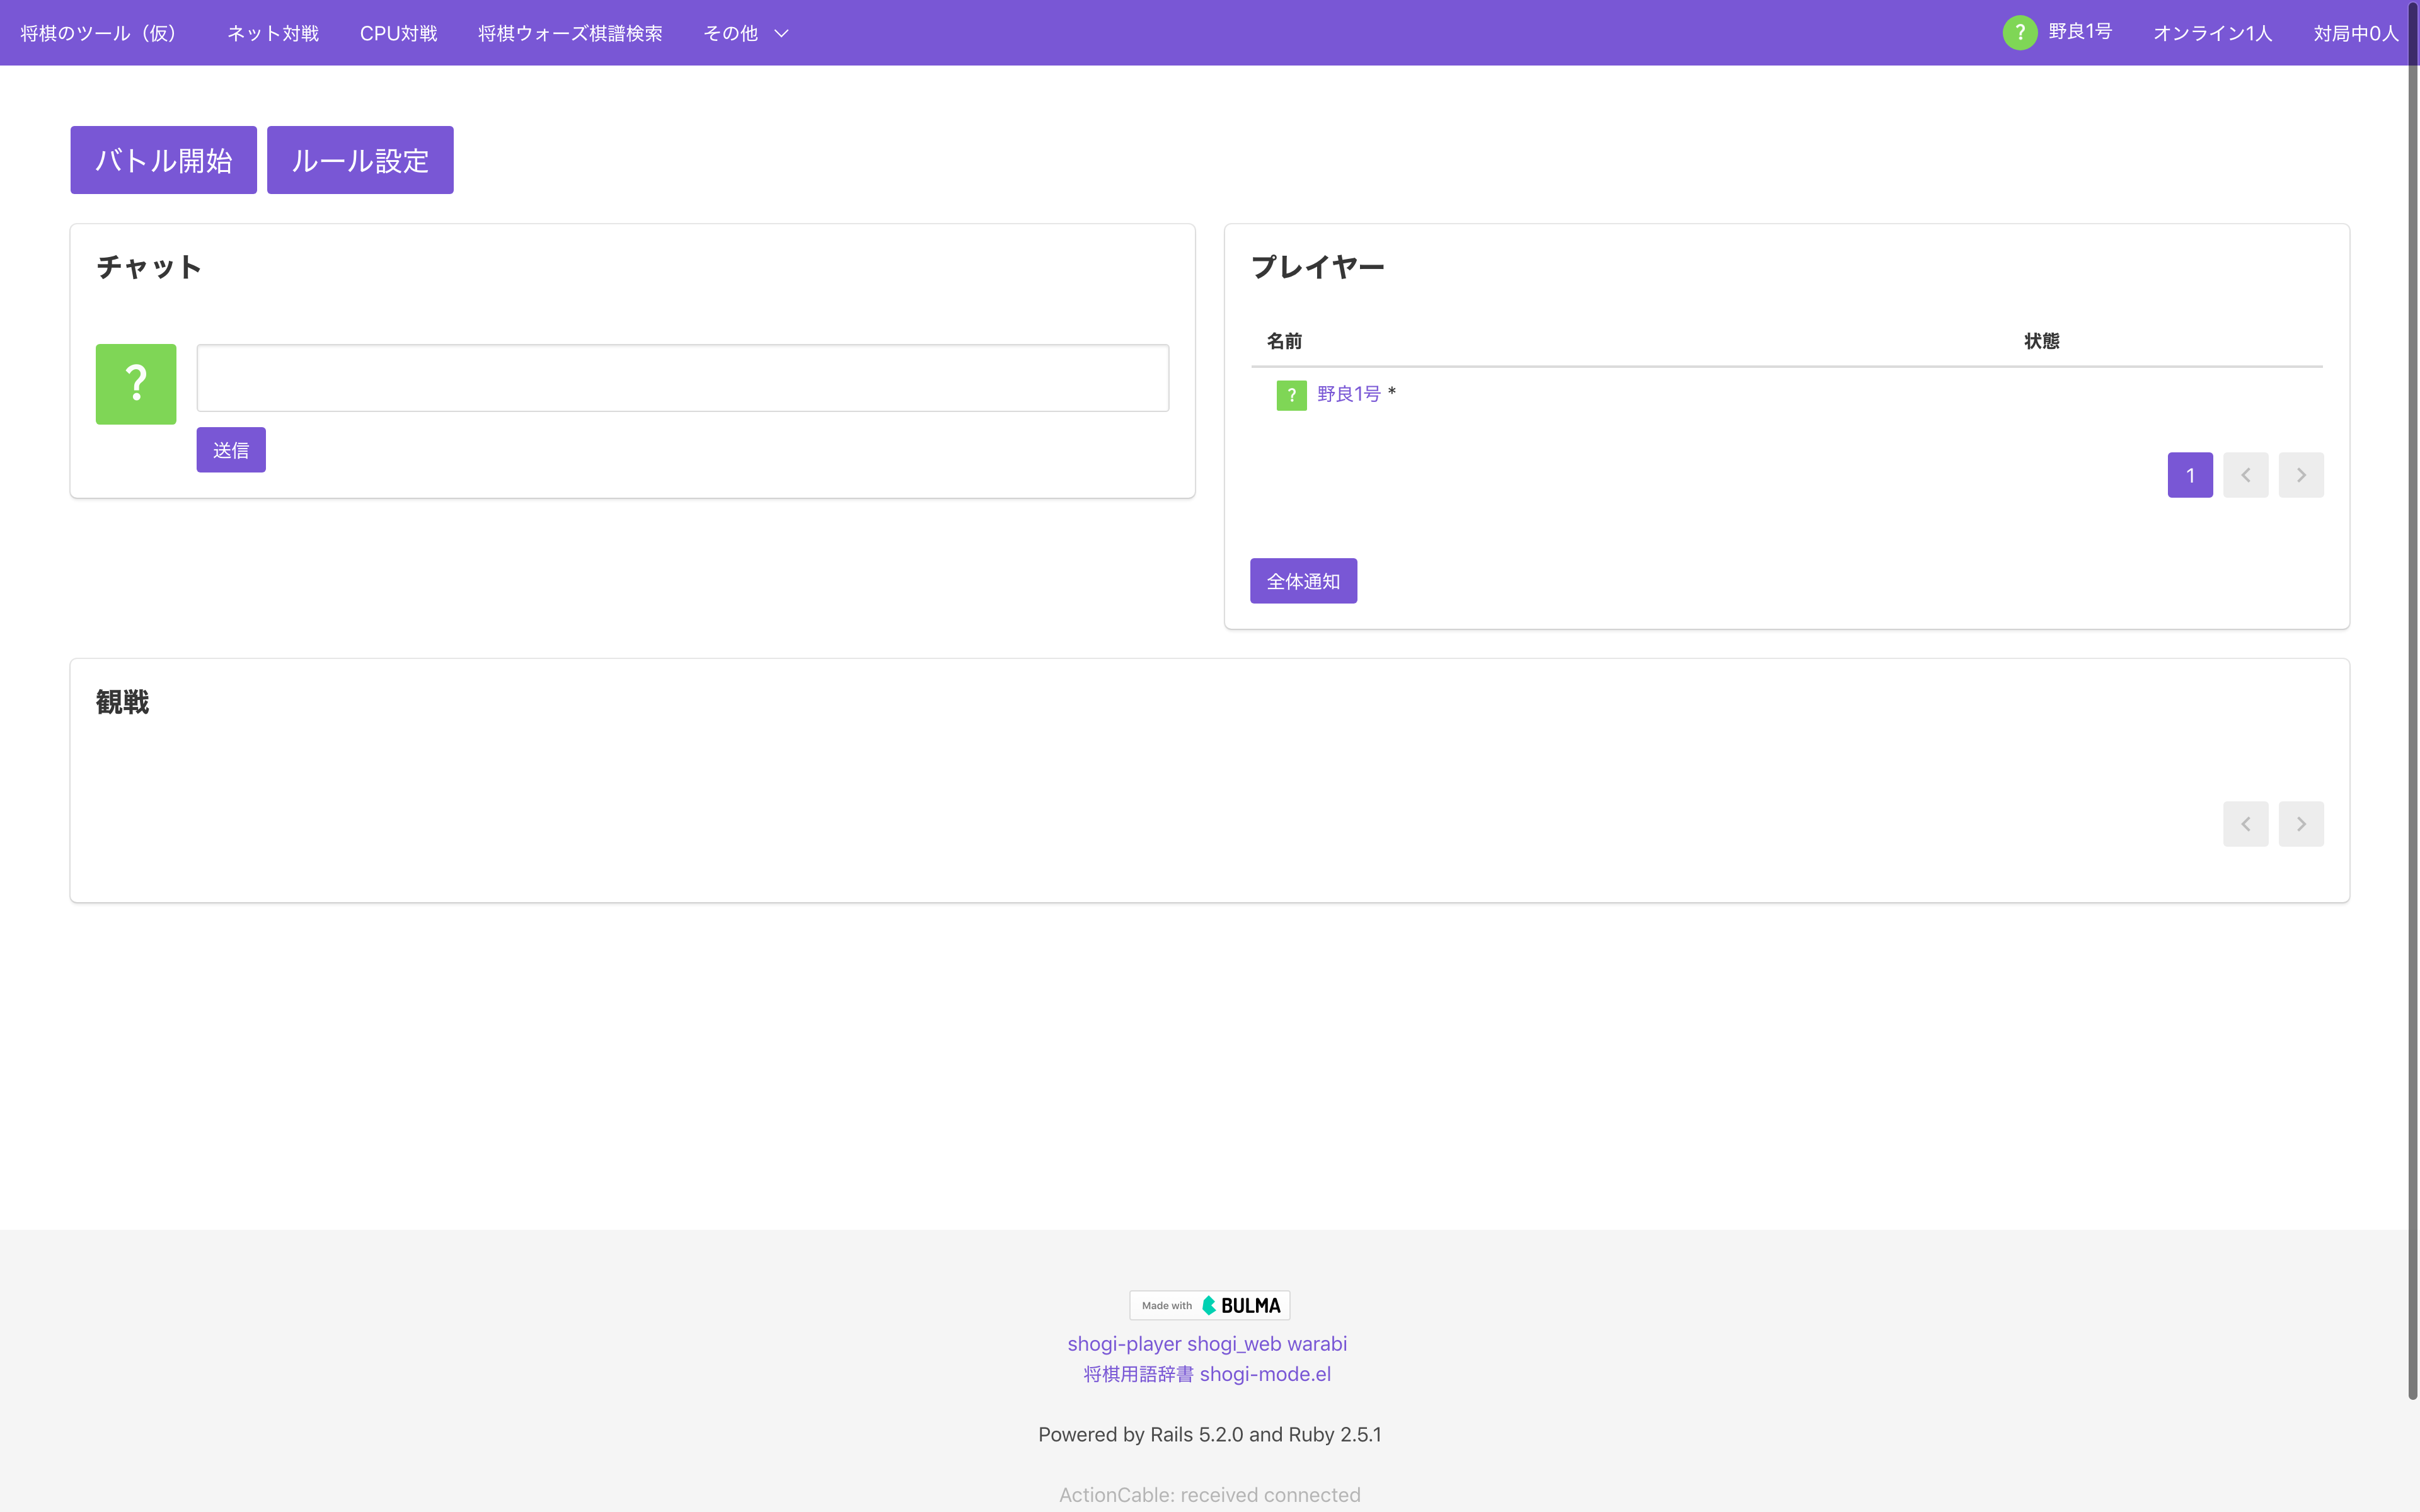 将棋のツール（仮） ネット対戦 CPU対戦 将棋ウォーズ棋譜検索 その他 ? 野良1号 オンライン1人 対局中0人
バトル開始 ルール設定
チャット
?
送信
プレイヤー
名前 状態
? 野良1号 *
1
全体通知
観戦
Made with BULMA
shogi-player shogi_web warabi
将棋用語辞書 shogi-mode.el
Powered by Rails 5.2.0 and Ruby 2.5.1
ActionCable: received connected